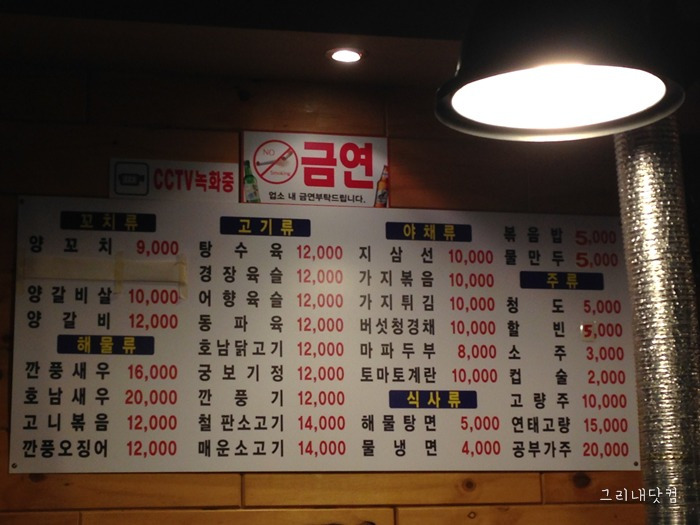 CCTV녹화중
NO
Smoking
금연
업소 내 금연부탁드립니다.
꼬치류
양꼬치 9,000
양갈비살 10,000
양갈비 12,000
해물류
깐풍새우 16,000
호남새우 20,000
고니볶음 12,000
깐풍오징어 12,000
고기류
탕수육 12,000
경장육슬 12,000
어향육슬 12,000
동파육 12,000
호남닭고기 12,000
궁보기정 12,000
깐풍기 12,000
철판소고기 14,000
매운소고기 14,000
야채류
지삼선 10,000
가지볶음 10,000
가지튀김 10,000
버섯청경채 10,000
마파두부 8,000
토마토계란 10,000
식사류
해물탕면 5,000
물냉면 4,000
볶음밥 5,000
물만두 5,000
주류
청도 5,000
할빈 5,000
소주 3,000
컵술 2,000
고량주 10,000
연태고량 15,000
공부가주 20,000
그리내닷컴